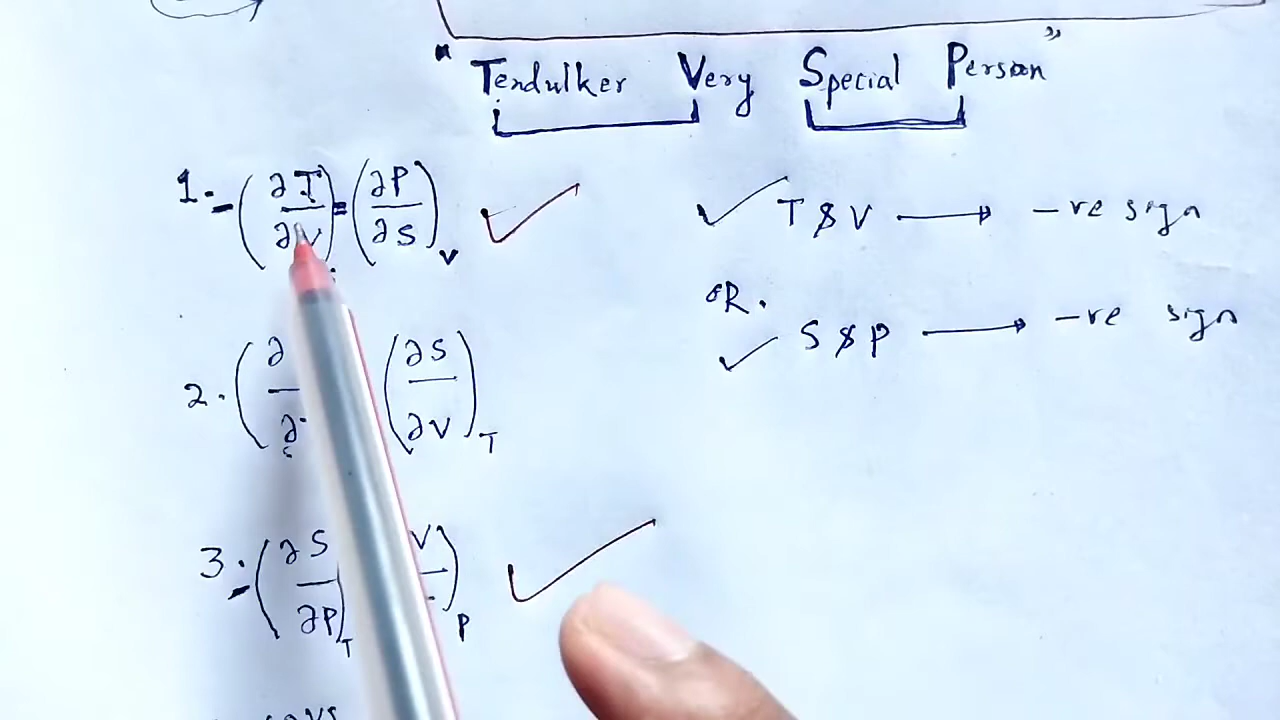 " Tendulker Very Special Person "
1. -(∂T/∂V) = (∂P/∂S)V
✓ T & V → -ve sign
OR.
✓ S & P → -ve sign
2. (∂ /∂ (∂S/∂V)T
3. -(∂S/∂P)T V)P